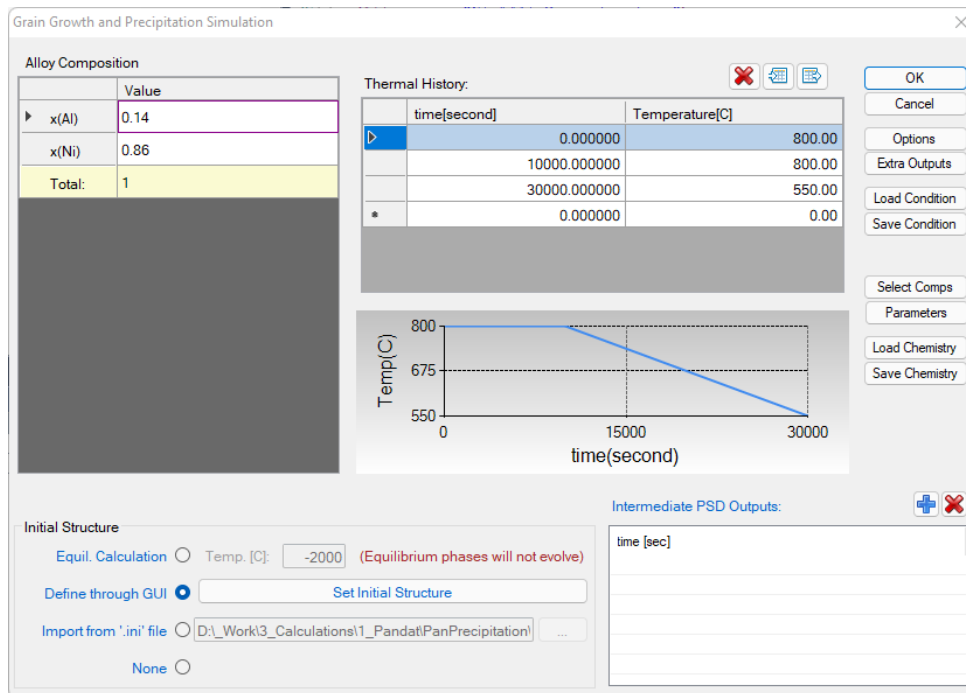 Grain Growth and Precipitation Simulation
Alloy Composition
Value
x(Al) 0.14
x(Ni) 0.86
Total: 1
Thermal History:
time[second] Temperature[C]
0.000000 800.00
10000.000000 800.00
30000.000000 550.00
* 0.000000 0.00
800
675
550
Temp(C)
0 15000 30000
time(second)
OK
Cancel
Options
Extra Outputs
Load Condition
Save Condition
Select Comps
Parameters
Load Chemistry
Save Chemistry
Initial Structure
Equil. Calculation Temp. [C]: -2000 (Equilibrium phases will not evolve)
Define through GUI Set Initial Structure
Import from '.ini' file D:\_Work\3_Calculations\1_Pandat\PanPrecipitation\ ...
None
Intermediate PSD Outputs:
time [sec]